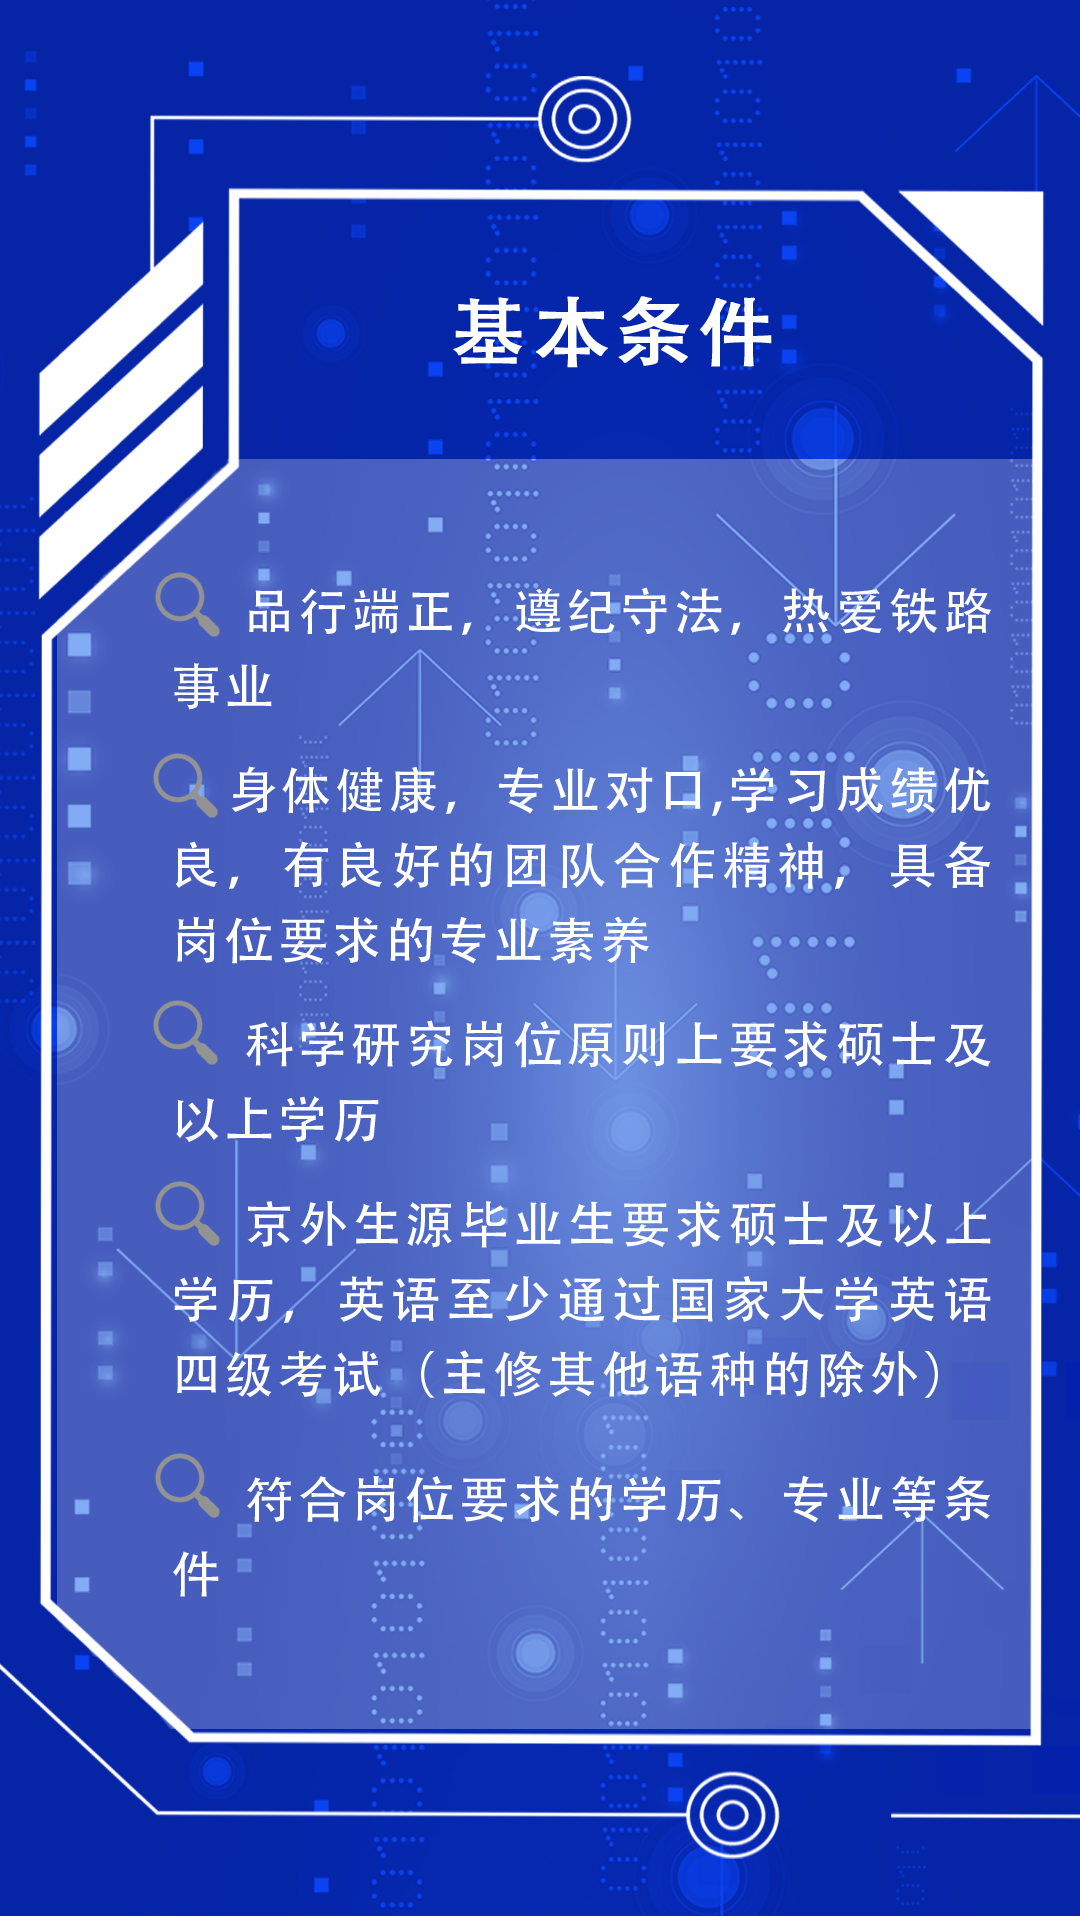 基本条件
品行端正，遵纪守法，热爱铁路
事业
身体健康，专业对口,学习成绩优
良，有良好的团队合作精神，具备
岗位要求的专业素养
科学研究岗位原则上要求硕士及
以上学历
京外生源毕业生要求硕士及以上
学历，英语至少通过国家大学英语
四级考试（主修其他语种的除外）
符合岗位要求的学历、专业等条
件